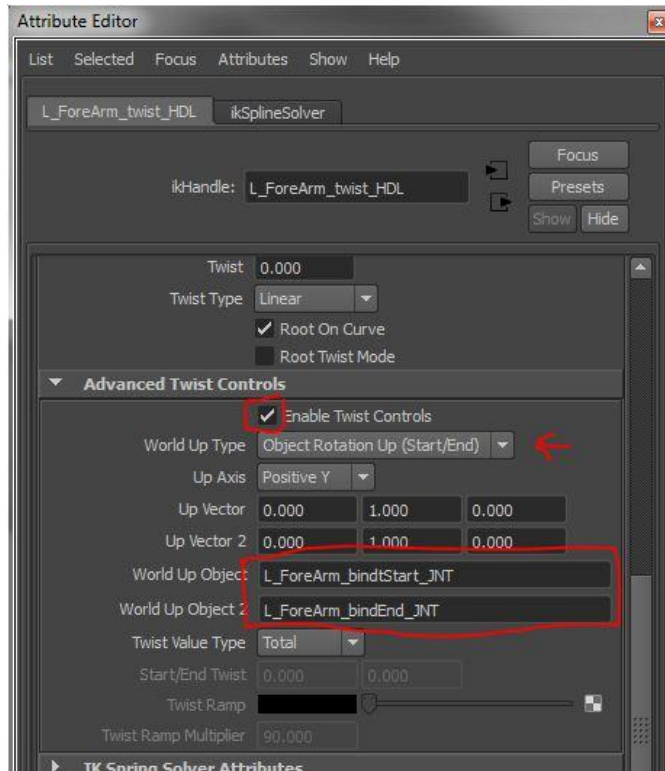 Attribute Editor
List Selected Focus Attributes Show Help
L_ForeArm_twist_HDL ikSplineSolver
Focus
ikHandle: L_ForeArm_twist_HDL Presets
Show Hide
Twist 0.000
Twist Type Linear
Root On Curve
Root Twist Mode
Advanced Twist Controls
Enable Twist Controls
World Up Type Object Rotation Up (Start/End)
Up Axis Positive Y
Up Vector 0.000 1.000 0.000
Up Vector 2 0.000 1.000 0.000
World Up Object L_ForeArm_bindtStart_JNT
World Up Object 2 L_ForeArm_bindEnd_JNT
Twist Value Type Total
Start/End Twist 0.000 0.000
Twist Ramp
Twist Ramp Multiplier 90.000
IK Spring Solver Attributes